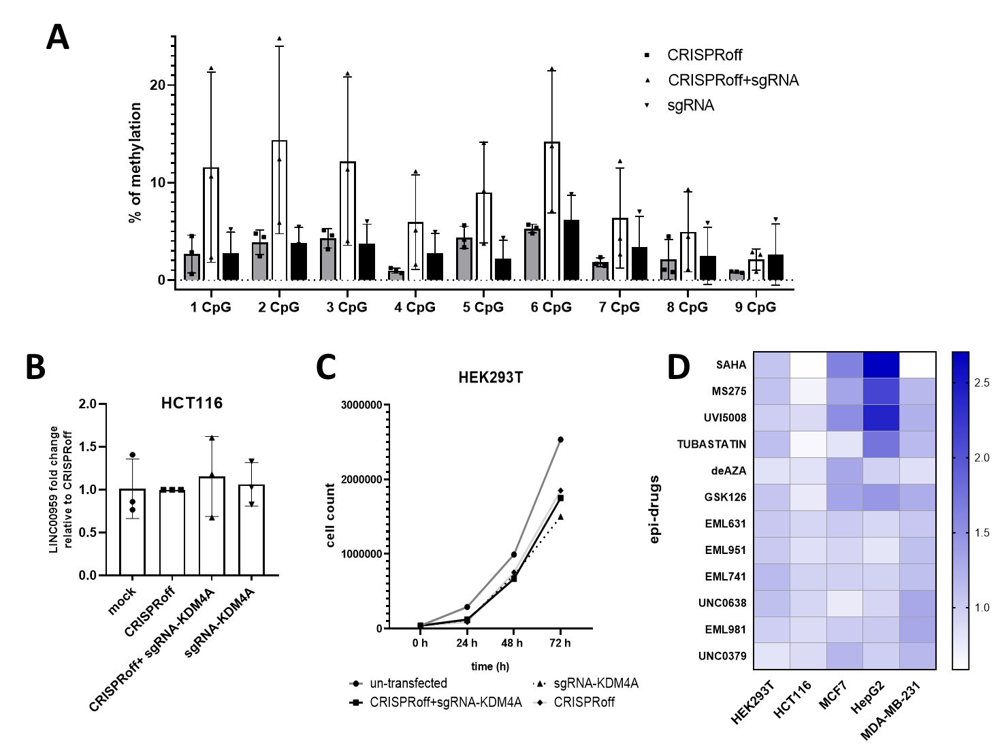 A
% of methylation
20
10
0
1 CpG 2 CpG 3 CpG 4 CpG 5 CpG 6 CpG 7 CpG 8 CpG 9 CpG
CRISPRoff
CRISPRoff+sgRNA
sgRNA
B
HCT116
LINC00959 fold change
relative to CRISPRoff
2.0
1.5
1.0
0.5
0.0
mock
CRISPRoff
CRISPRoff+ sgRNA-KDM4A
sgRNA-KDM4A
C
HEK293T
cell count
3000000
2000000
1000000
0
0 h 24 h 48 h 72 h
time (h)
un-transfected
sgRNA-KDM4A
CRISPRoff+sgRNA-KDM4A
CRISPRoff
D
epi-drugs
SAHA
MS275
UVI5008
TUBASTATIN
deAZA
GSK126
EML631
EML951
EML741
UNC0638
EML981
UNC0379
HEK293T
HCT116
MCF7
HepG2
MDA-MB-231
2.5
2.0
1.5
1.0